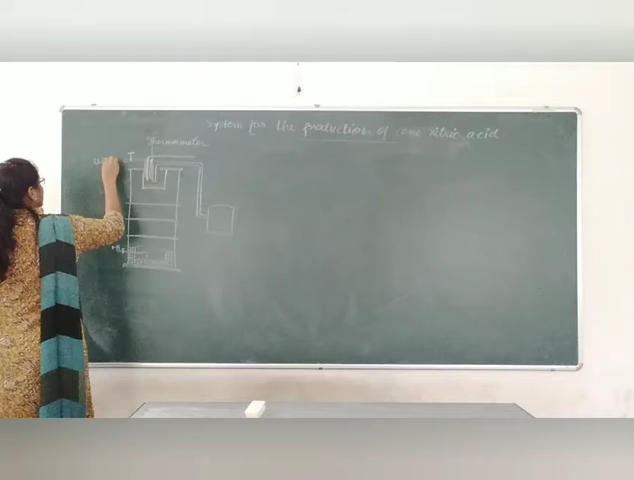 System for the production of conc nitric acid
Thermometer
T